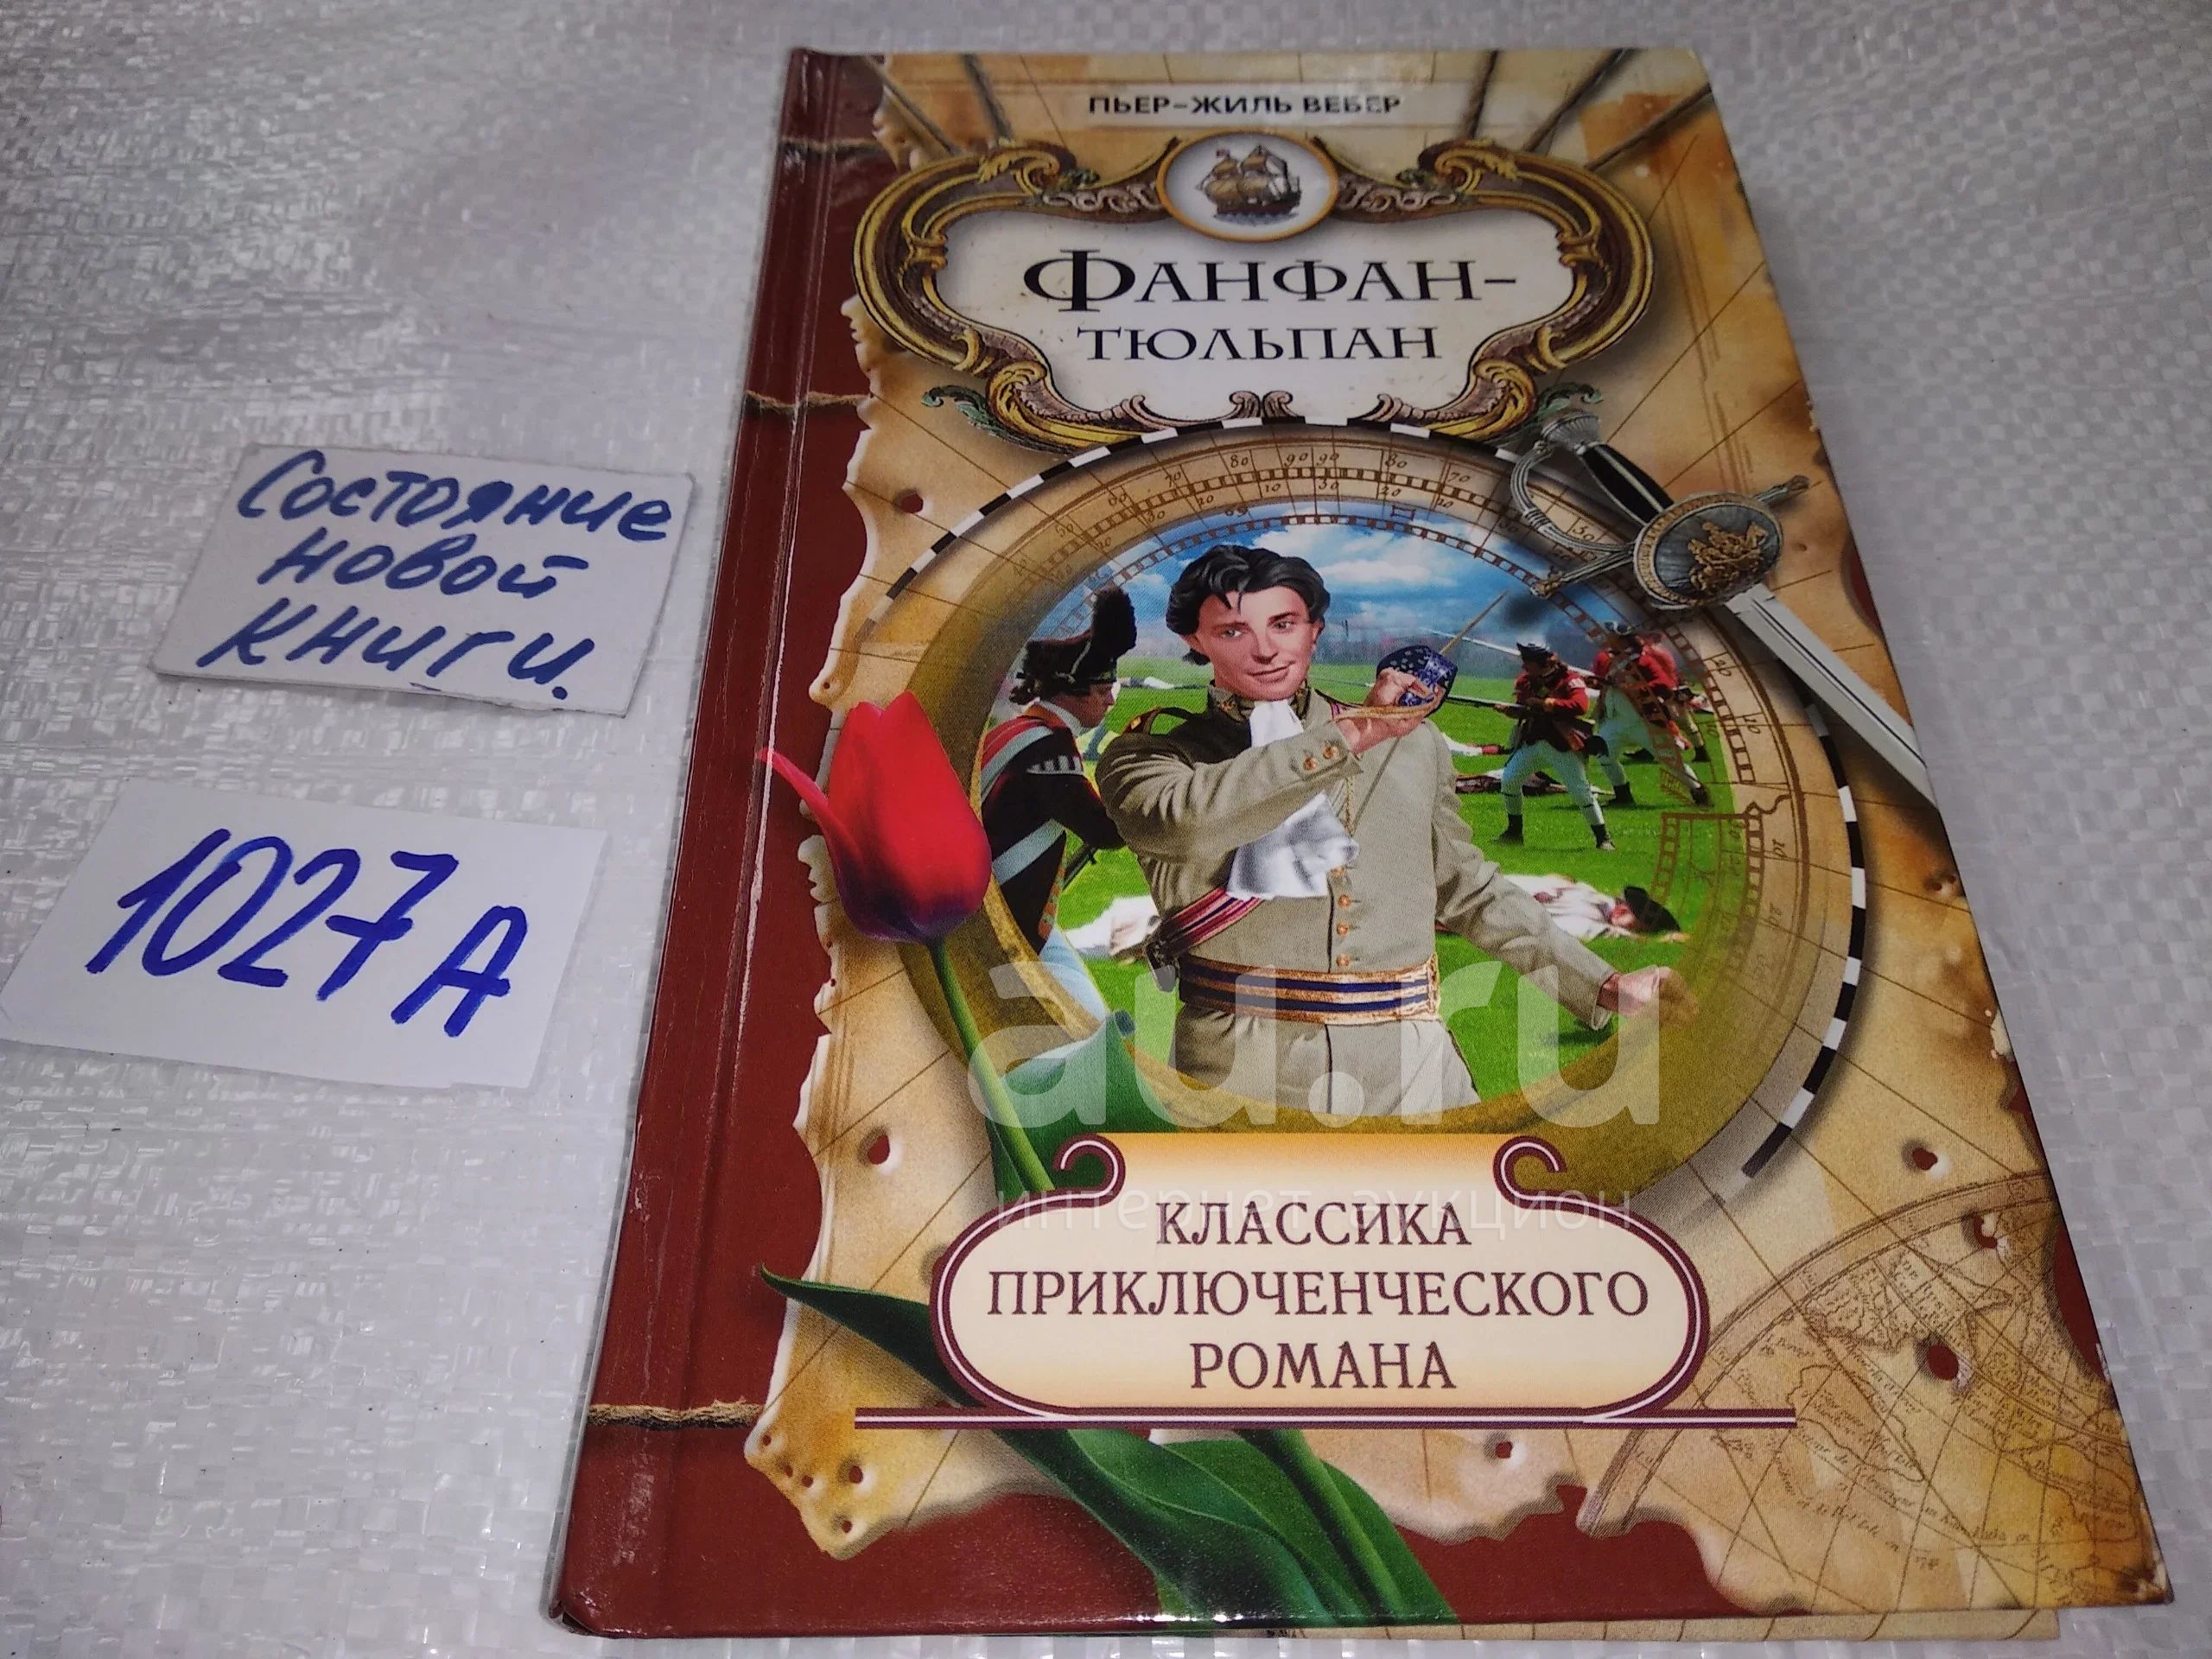 ПЬЕР-ЖИЛЬ ВЕБЕР
ФАНФАН-
ТЮЛЬПАН
Состояние
новой
книги.
1027А
au.ru
интернет аукцион
КЛАССИКА
ПРИКЛЮЧЕНЧЕСКОГО
РОМАНА